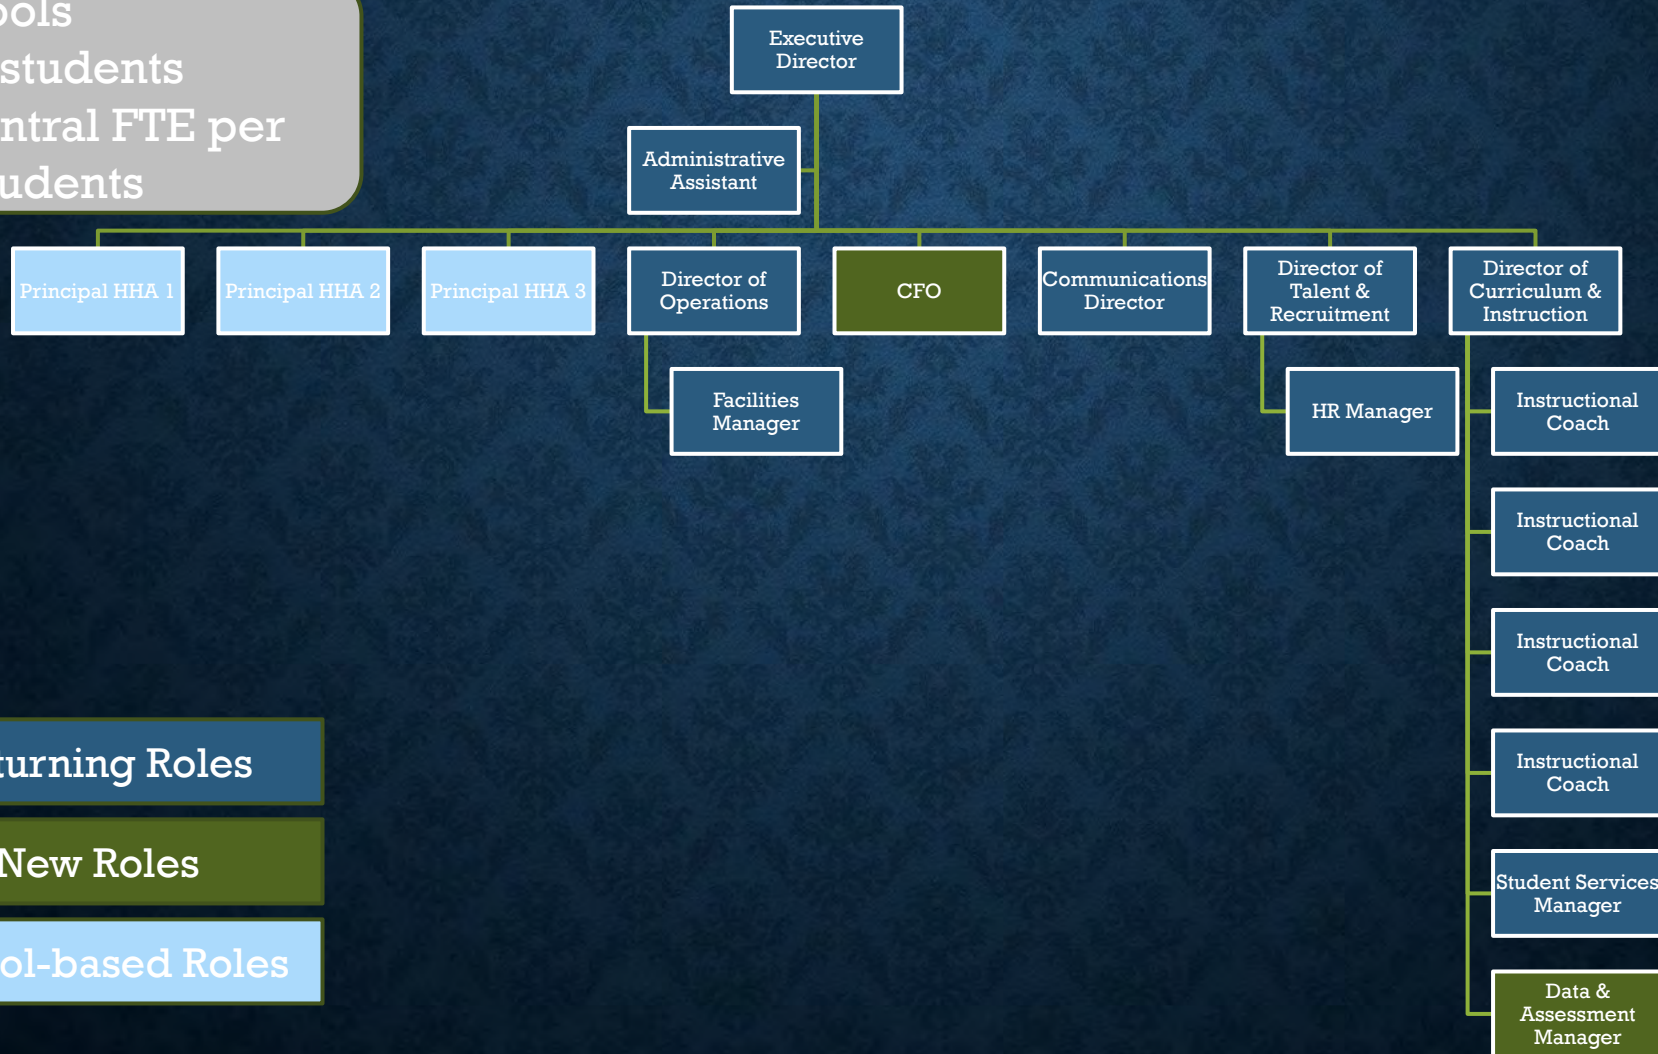 ools
students
ntral FTE per
udents
Executive
Director
Administrative
Assistant
Principal HHA 1
Principal HHA 2
Principal HHA 3
Director of
Operations
CFO
Communications
Director
Director of
Talent &
Recruitment
Director of
Curriculum &
Instruction
Facilities
Manager
HR Manager
Instructional
Coach
Instructional
Coach
Instructional
Coach
Instructional
Coach
Student Services
Manager
Data &
Assessment
Manager
turning Roles
New Roles
ol-based Roles